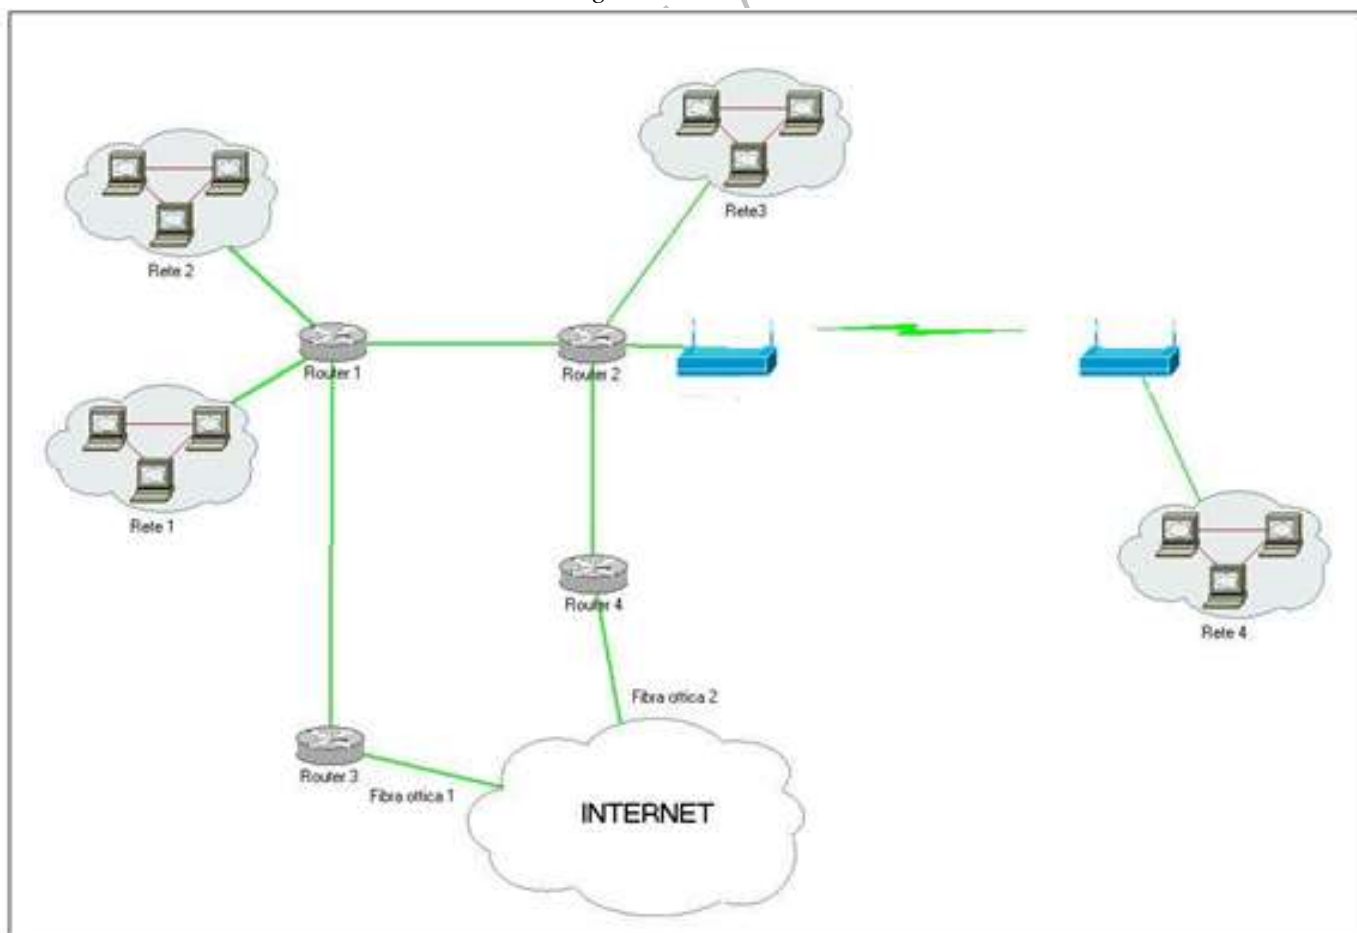 Rete3
Rete 2
Router 1
Router 2
Rete 1
Router 4
Rete 4
Fibra ottica 2
Router 3
Fibra ottica 1
INTERNET